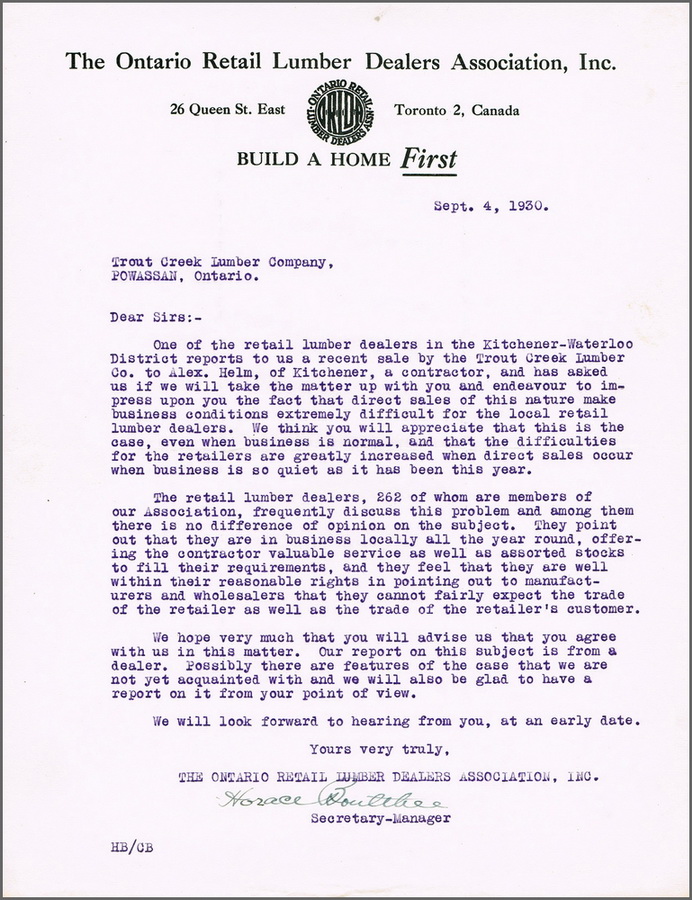 The Ontario Retail Lumber Dealers Association, Inc.
26 Queen St. East
ONTARIO RETAIL LUMBER DEALERS ASS'N
ORLDA
Toronto 2, Canada
BUILD A HOME First
Sept. 4, 1930.
Trout Creek Lumber Company,
POWASSAN, Ontario.
Dear Sirs:-
One of the retail lumber dealers in the Kitchener-Waterloo
District reports to us a recent sale by the Trout Creek Lumber
Co. to Alex. Helm, of Kitchener, a contractor, and has asked
us if we will take the matter up with you and endeavour to im-
press upon you the fact that direct sales of this nature make
business conditions extremely difficult for the local retail
lumber dealers. We think you will appreciate that this is the
case, even when business is normal, and that the difficulties
for the retailers are greatly increased when direct sales occur
when business is so quiet as it has been this year.
The retail lumber dealers, 262 of whom are members of
our Association, frequently discuss this problem and among them
there is no difference of opinion on the subject. They point
out that they are in business locally all the year round, offer-
ing the contractor valuable service as well as assorted stocks
to fill their requirements, and they feel that they are well
within their reasonable rights in pointing out to manufact-
urers and wholesalers that they cannot fairly expect the trade
of the retailer as well as the trade of the retailer's customer.
We hope very much that you will advise us that you agree
with us in this matter. Our report on this subject is from a
dealer. Possibly there are features of the case that we are
not yet acquainted with and we will also be glad to have a
report on it from your point of view.
We will look forward to hearing from you, at an early date.
Yours very truly,
THE ONTARIO RETAIL LUMBER DEALERS ASSOCIATION, INC.
Horace Boultbee
Secretary-Manager
HB/CB